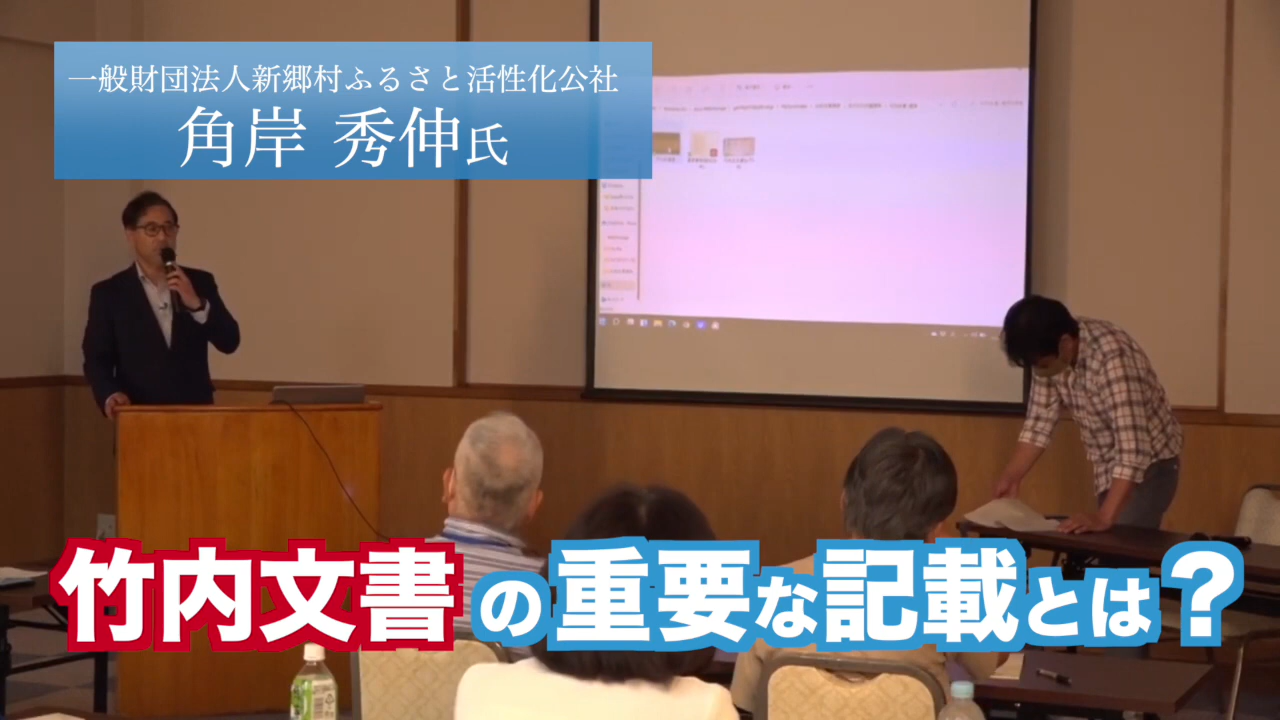 一般財団法人新郷村ふるさと活性化公社
角岸 秀伸氏
竹内文書の重要な記載とは？